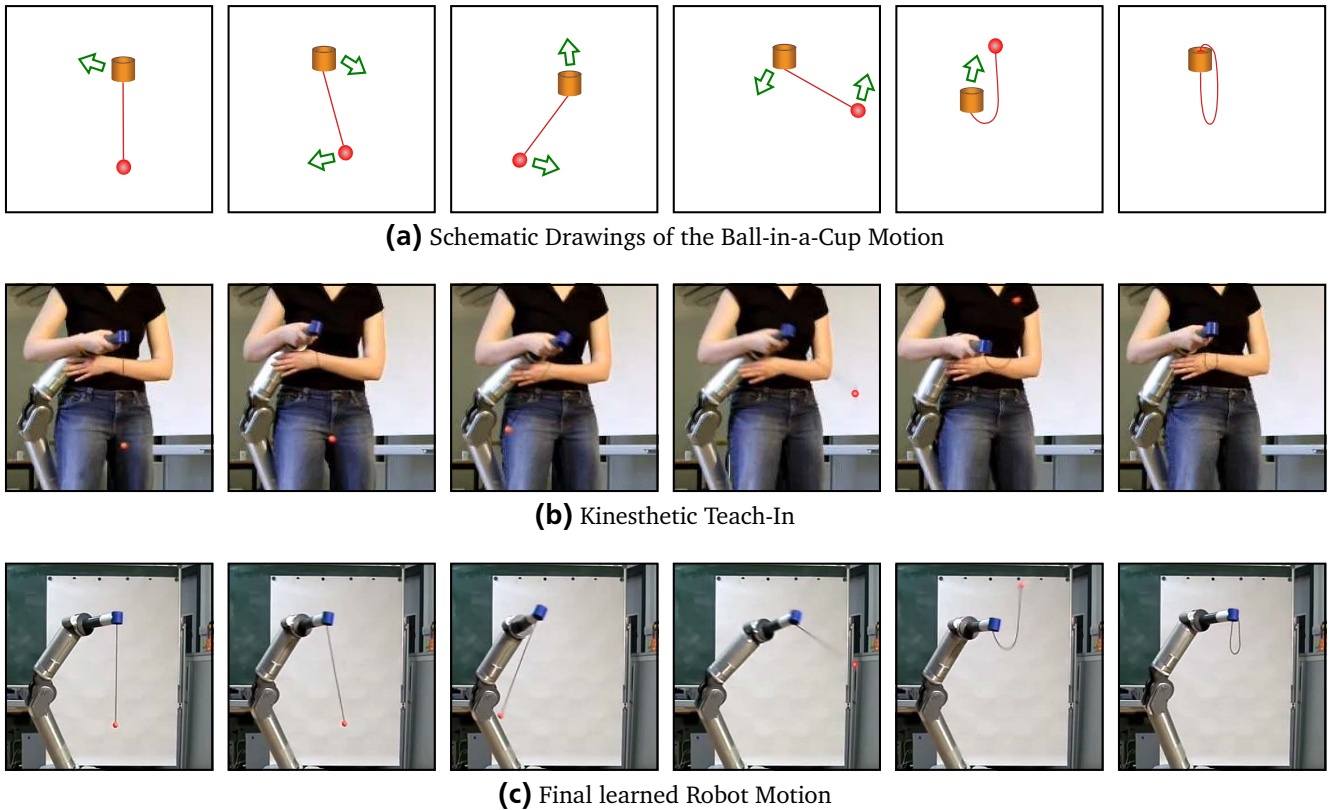 (a) Schematic Drawings of the Ball-in-a-Cup Motion
(b) Kinesthetic Teach-In
(c) Final learned Robot Motion